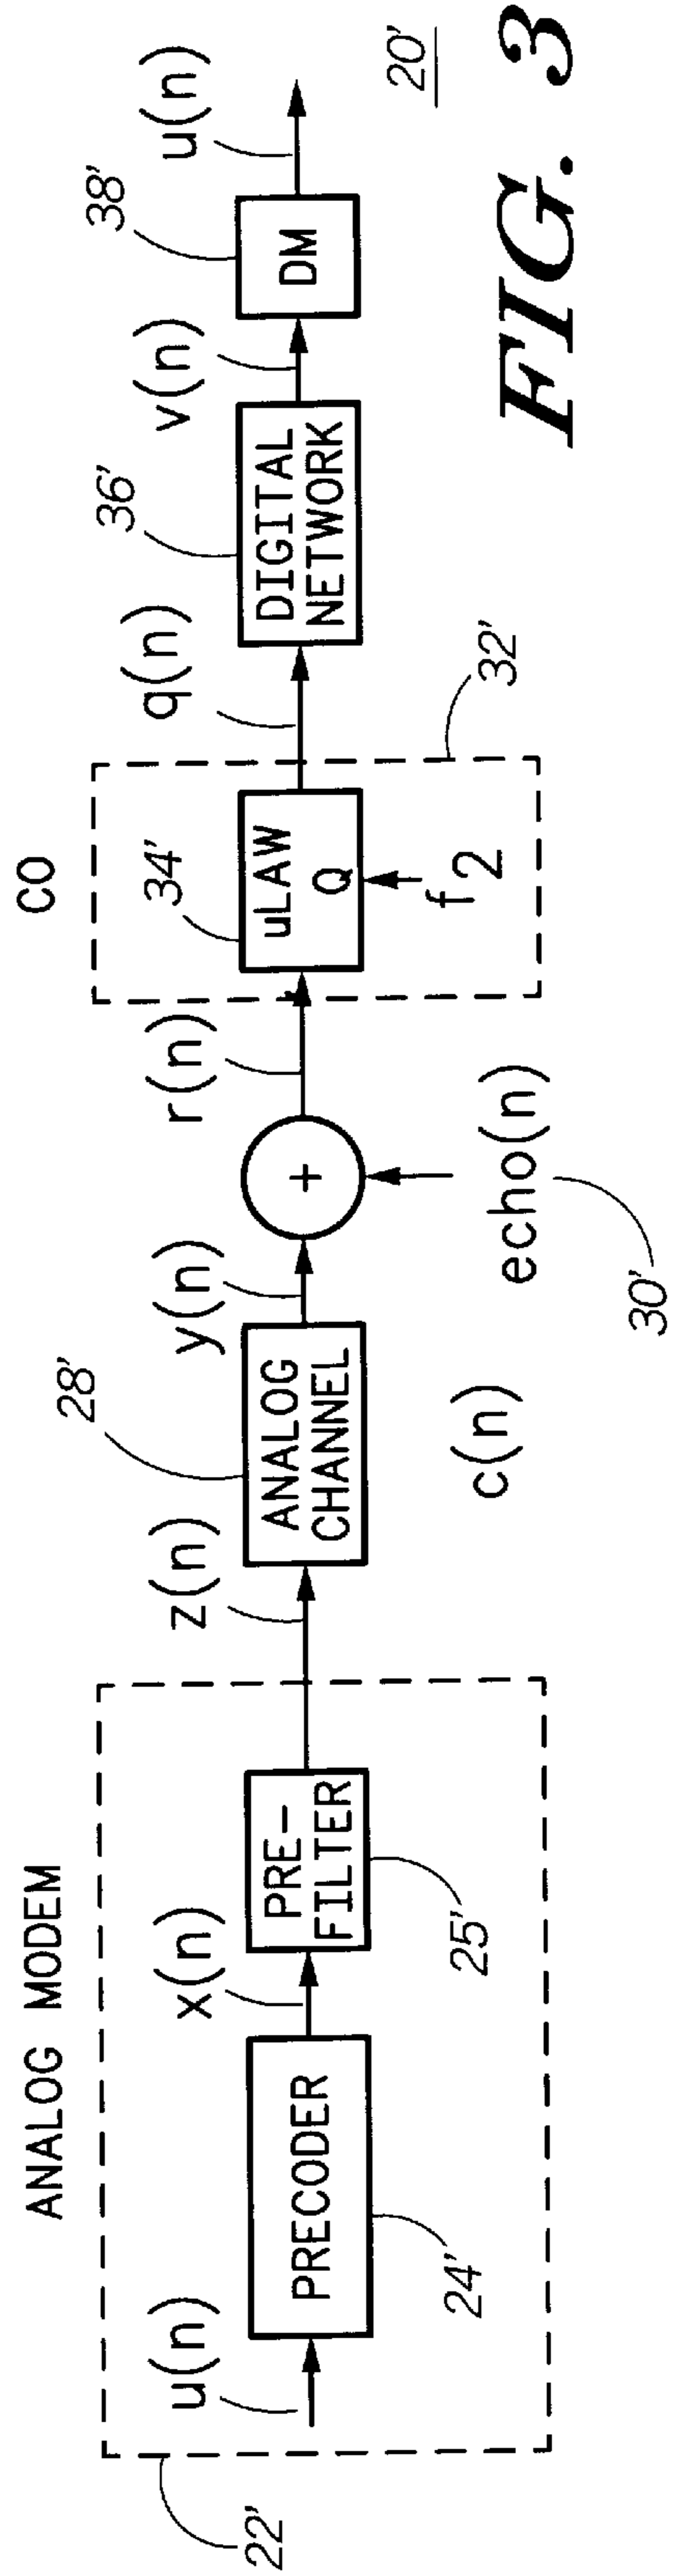 ANALOG MODEM
CO
22'
u(n)
PRECODER
24'
x(n)
PRE-
FILTER
25'
z(n)
28'
ANALOG
CHANNEL
c(n)
y(n)
+
echo(n)
30'
r(n)
34'
uLAW
Q
f2
32'
q(n)
36'
DIGITAL
NETWORK
v(n)
38'
DM
u(n)
20'
FIG. 3